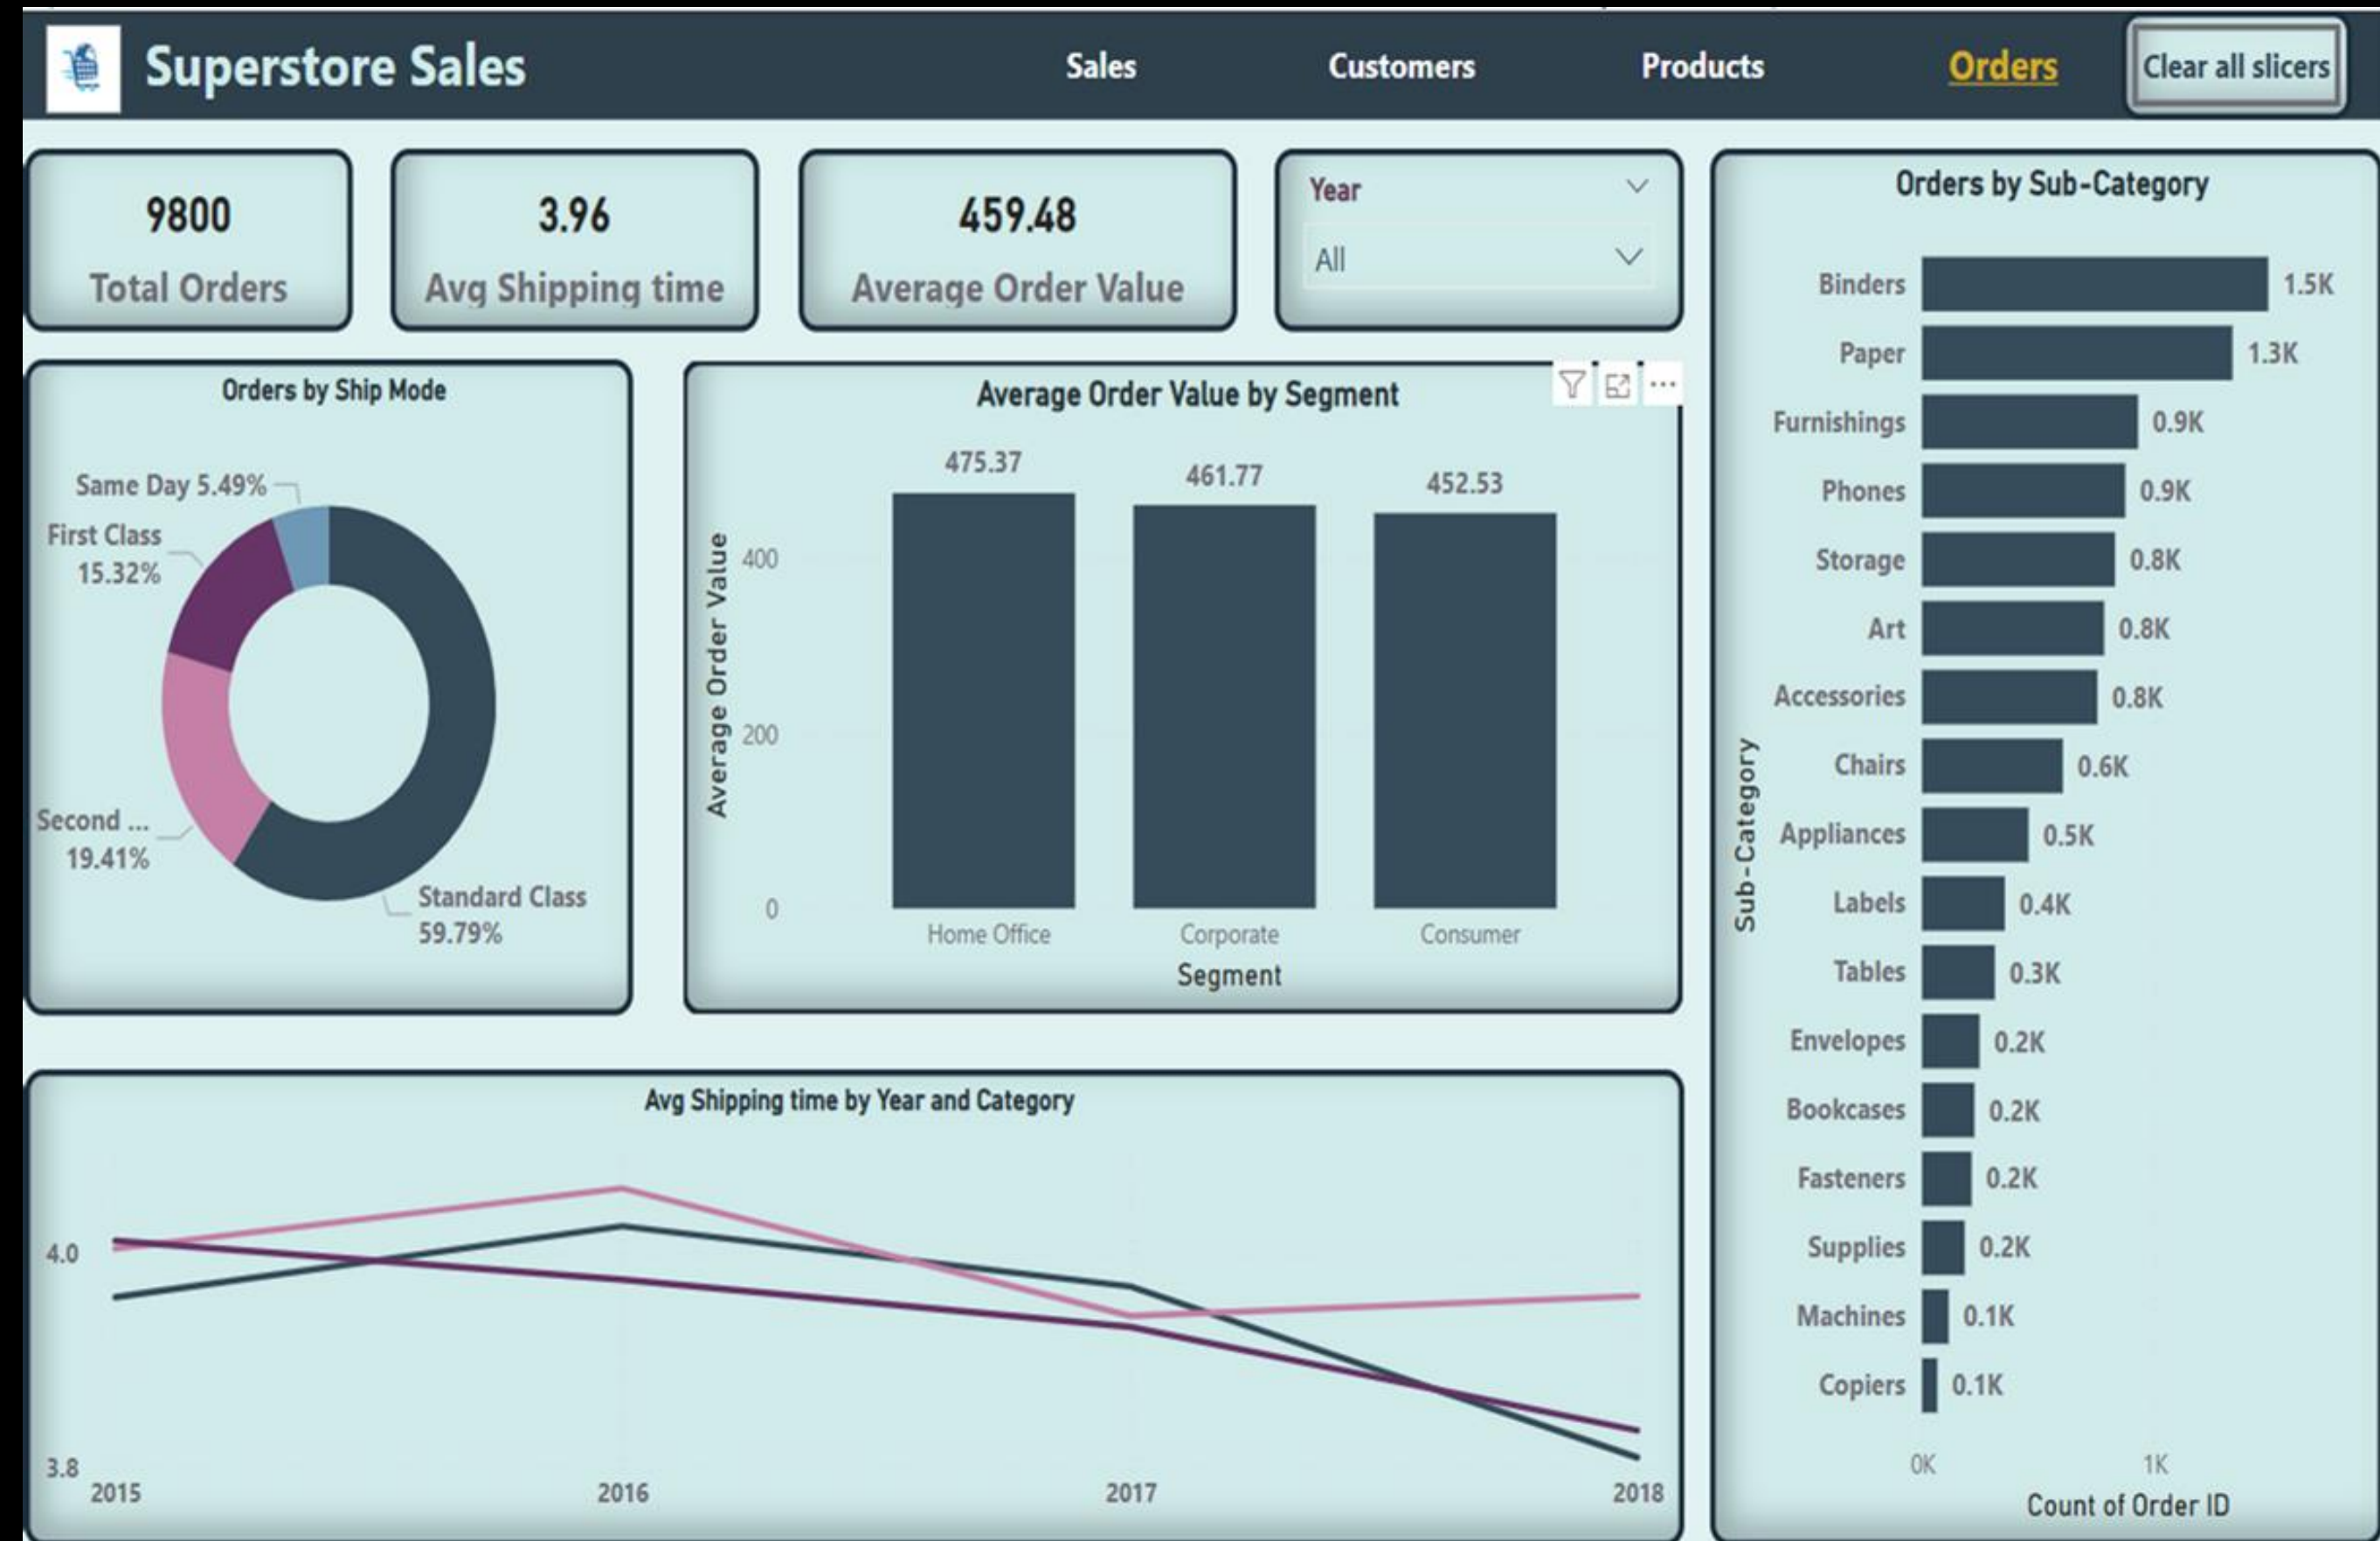 Superstore Sales
Sales
Customers
Products
Orders
Clear all slicers
9800
Total Orders
3.96
Avg Shipping time
459.48
Average Order Value
Year
All
Orders by Ship Mode
Same Day 5.49%
First Class
15.32%
Second ...
19.41%
Standard Class
59.79%
Average Order Value by Segment
Average Order Value
400
200
0
475.37
461.77
452.53
Home Office
Corporate
Consumer
Segment
Avg Shipping time by Year and Category
4.0
3.8
2015
2016
2017
2018
Orders by Sub-Category
Sub-Category
Binders 1.5K
Paper 1.3K
Furnishings 0.9K
Phones 0.9K
Storage 0.8K
Art 0.8K
Accessories 0.8K
Chairs 0.6K
Appliances 0.5K
Labels 0.4K
Tables 0.3K
Envelopes 0.2K
Bookcases 0.2K
Fasteners 0.2K
Supplies 0.2K
Machines 0.1K
Copiers 0.1K
0K 1K
Count of Order ID